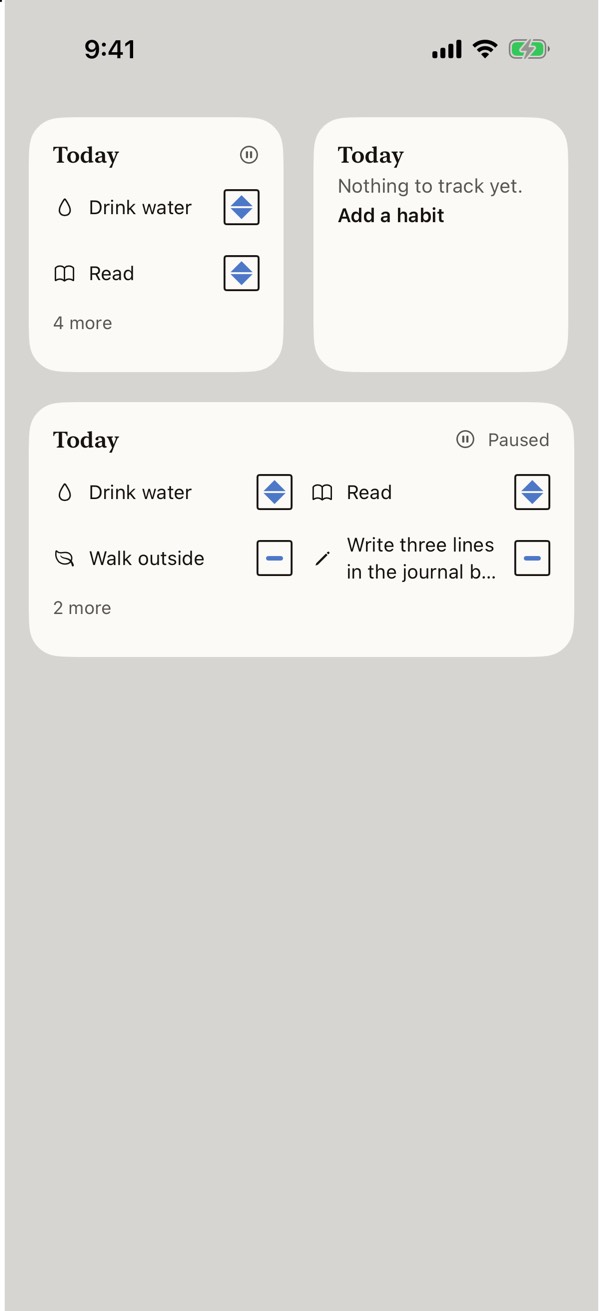 9:41
Today
Drink water
Read
4 more
Today
Nothing to track yet.
Add a habit
Today
Paused
Drink water
Read
Walk outside
Write three lines
in the journal b...
2 more